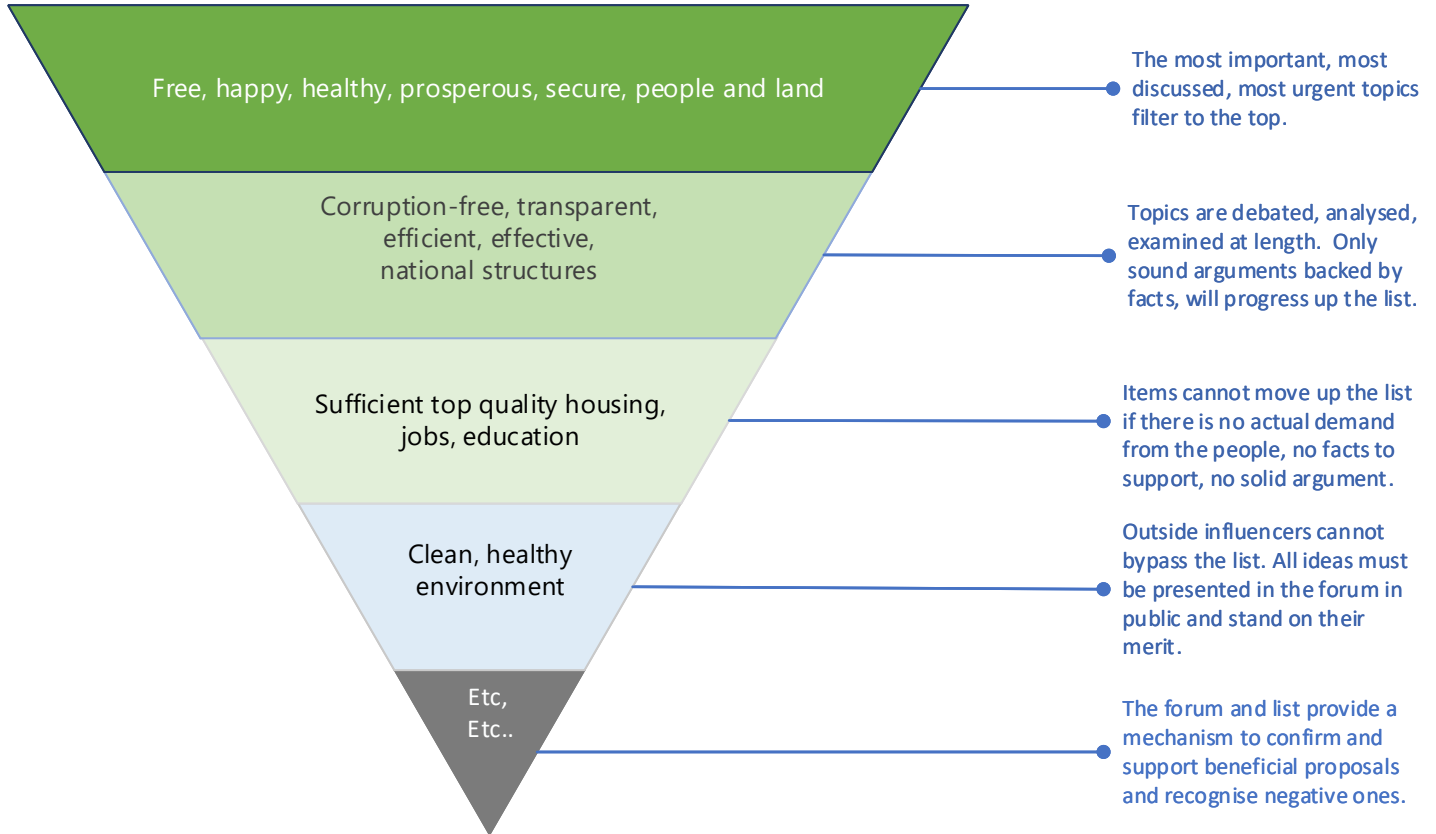 Free, happy, healthy, prosperous, secure, people and land
The most important, most
discussed, most urgent topics
filter to the top.
Corruption-free, transparent,
efficient, effective,
national structures
Topics are debated, analysed,
examined at length.  Only
sound arguments backed by
facts, will progress up the list.
Sufficient top quality housing,
jobs, education
Items cannot move up the list
if there is no actual demand
from the people, no facts to
support, no solid argument.
Clean, healthy
environment
Outside influencers cannot
bypass the list. All ideas must
be presented in the forum in
public and stand on their
merit.
Etc,
Etc..
The forum and list provide a
mechanism to confirm and
support beneficial proposals
and recognise negative ones.